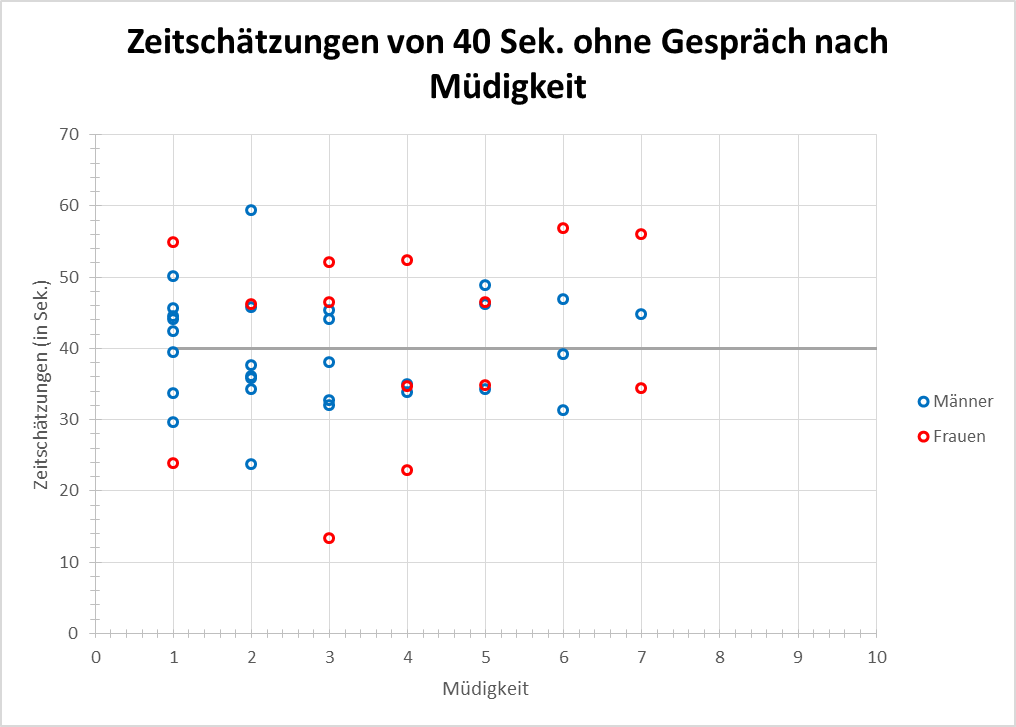 Zeitschätzungen von 40 Sek. ohne Gespräch nach
Müdigkeit
Zeitschätzungen (in Sek.)
70
60
50
40
30
20
10
0
0 1 2 3 4 5 6 7 8 9 10
Müdigkeit
Männer
Frauen